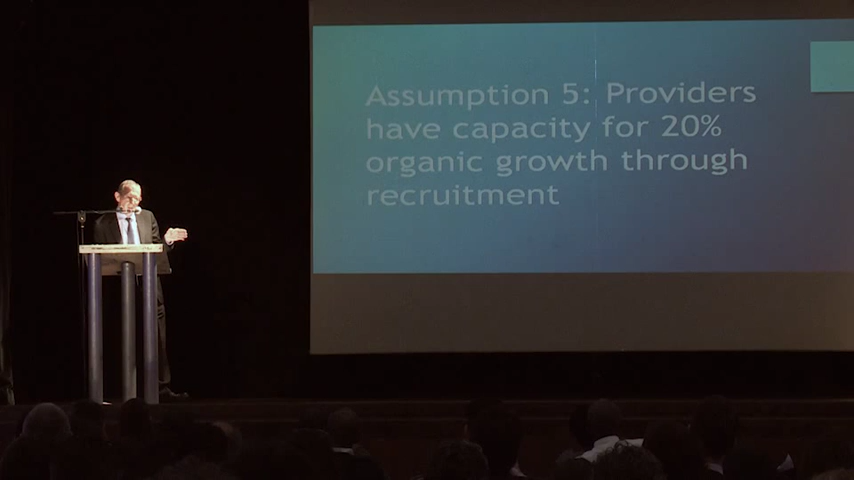 Assumption 5: Providers
have capacity for 20%
organic growth through
recruitment